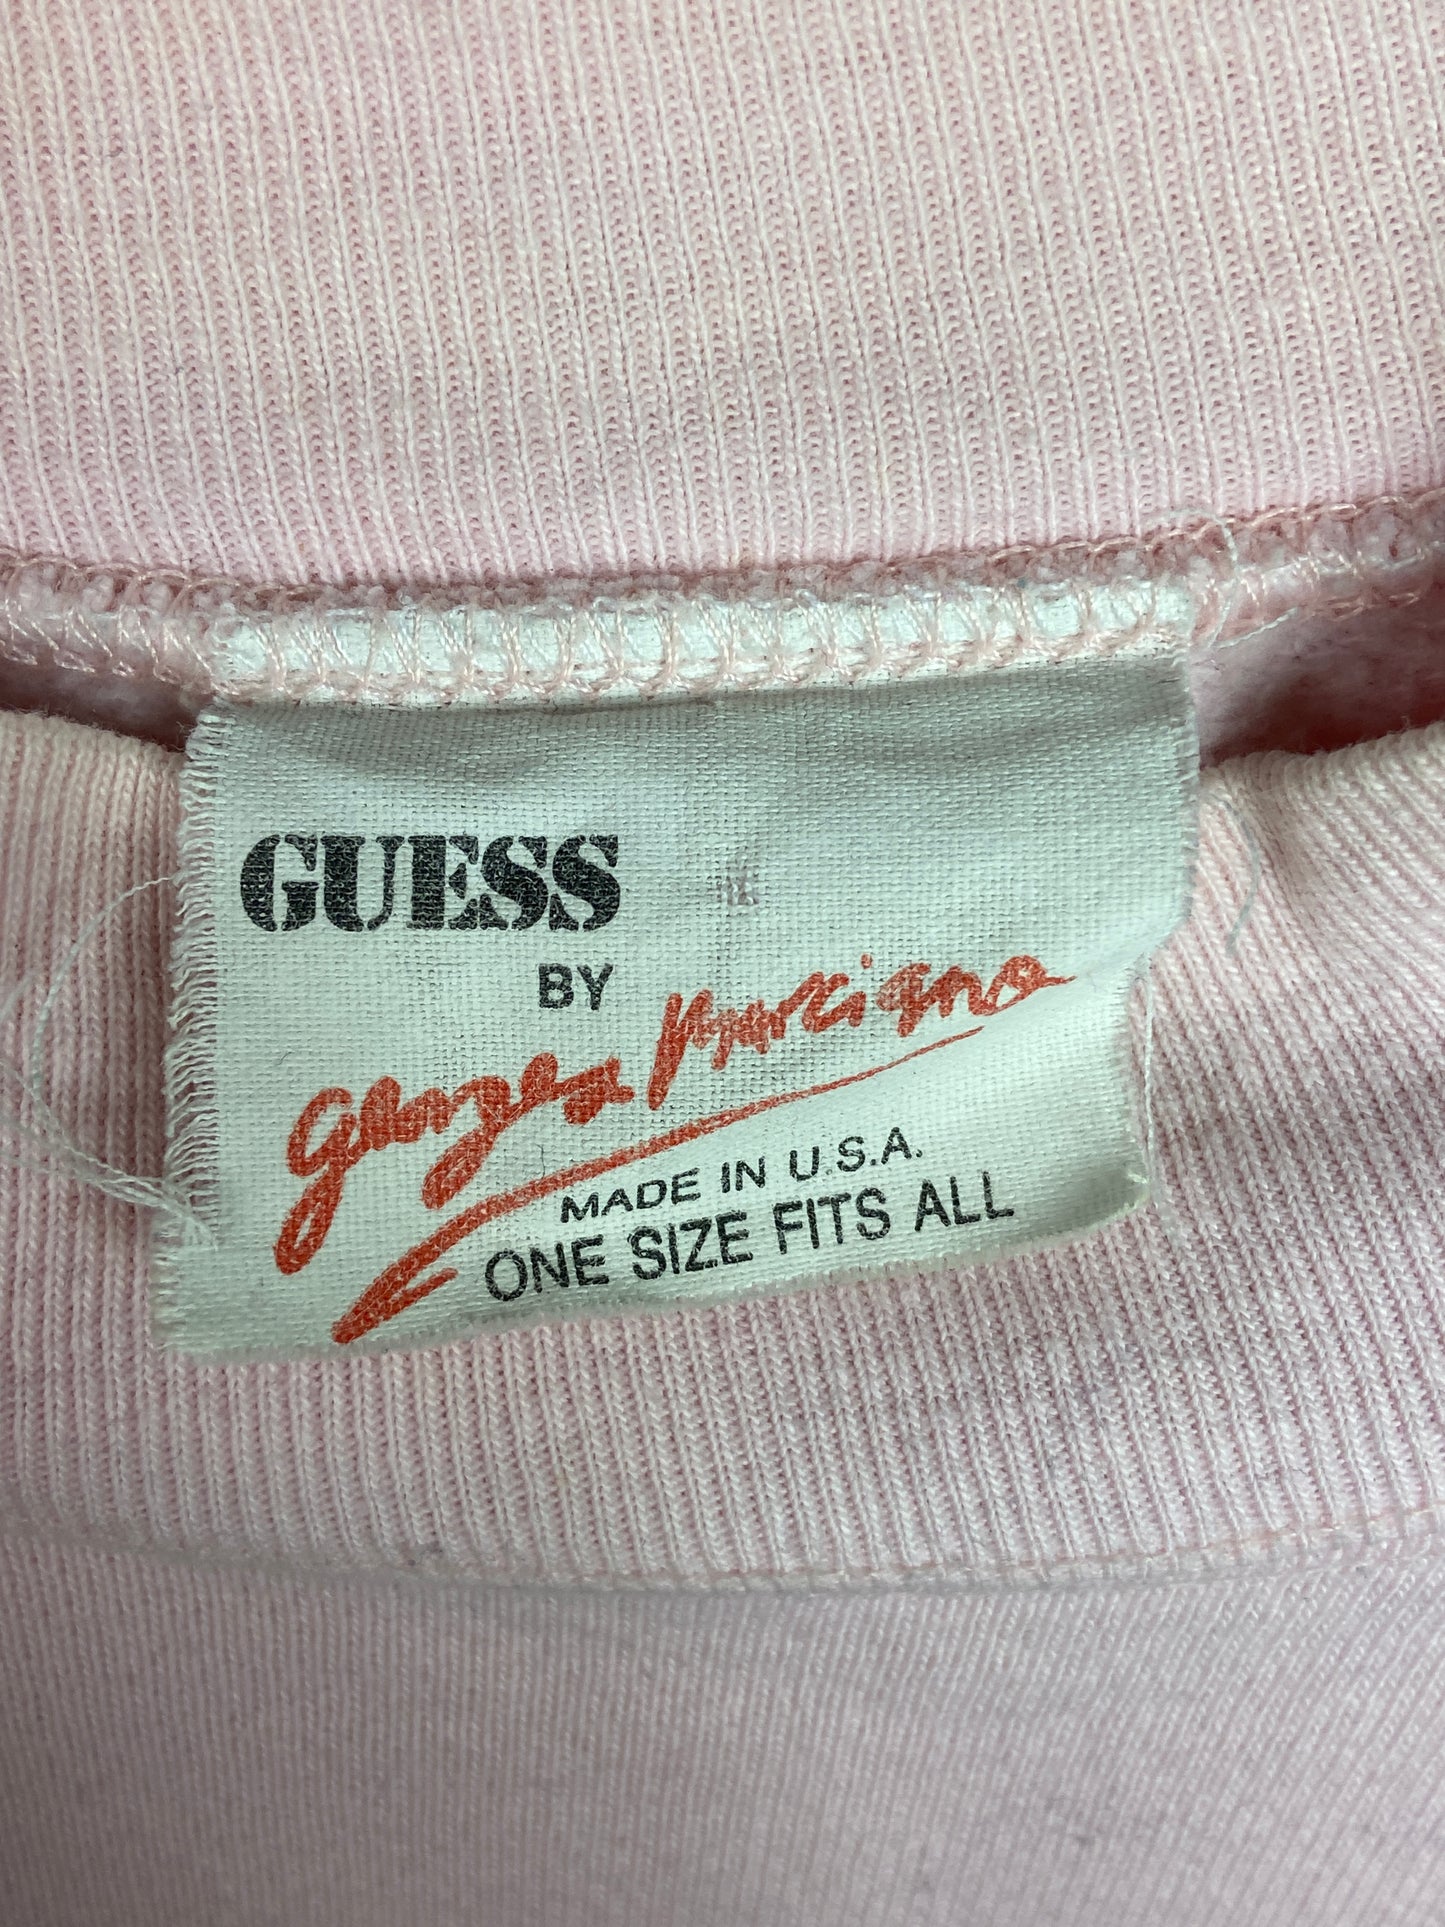 GUESS
BY
Georges Marciano
MADE IN U.S.A.
ONE SIZE FITS ALL